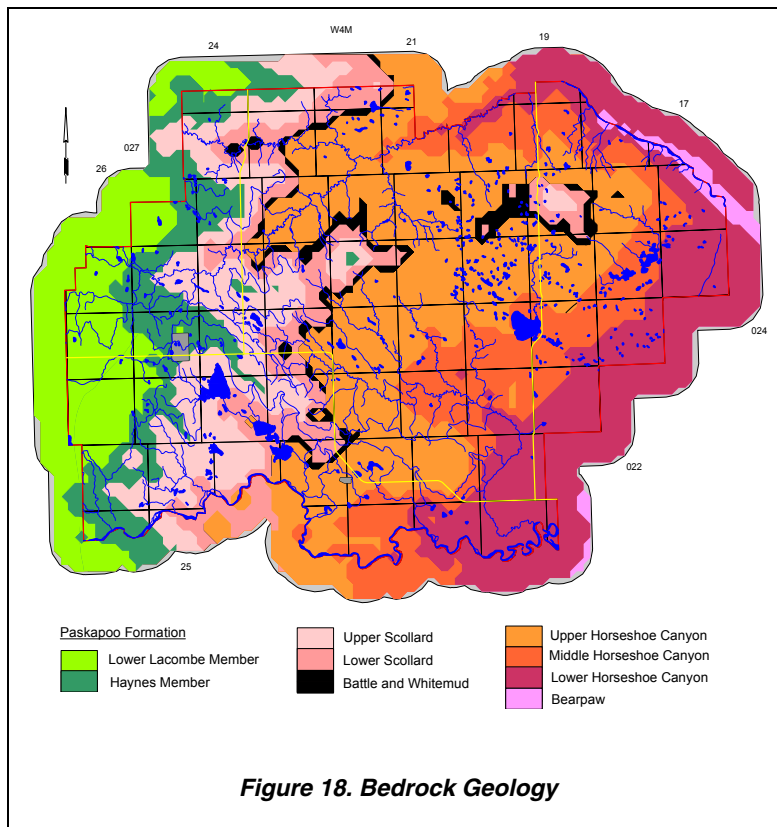 W4M
24
21
19
17
027
26
024
022
25
Paskapoo Formation
Lower Lacombe Member
Haynes Member
Upper Scollard
Lower Scollard
Battle and Whitemud
Upper Horseshoe Canyon
Middle Horseshoe Canyon
Lower Horseshoe Canyon
Bearpaw
Figure 18. Bedrock Geology